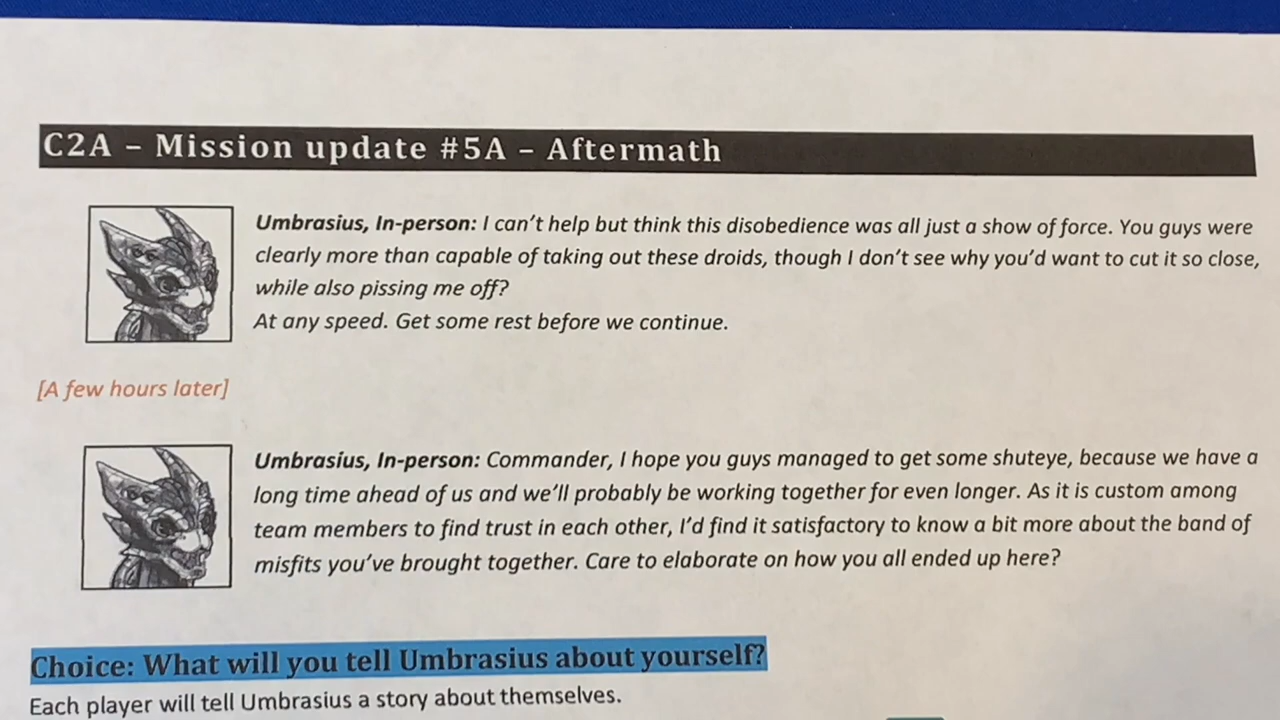 C2A – Mission update #5A – Aftermath
Umbrasius, In-person: I can't help but think this disobedience was all just a show of force. You guys were
clearly more than capable of taking out these droids, though I don't see why you'd want to cut it so close,
while also pissing me off?
At any speed. Get some rest before we continue.
[A few hours later]
Umbrasius, In-person: Commander, I hope you guys managed to get some shuteye, because we have a
long time ahead of us and we'll probably be working together for even longer. As it is custom among
team members to find trust in each other, I'd find it satisfactory to know a bit more about the band of
misfits you've brought together. Care to elaborate on how you all ended up here?
Choice: What will you tell Umbrasius about yourself?
Each player will tell Umbrasius a story about themselves.